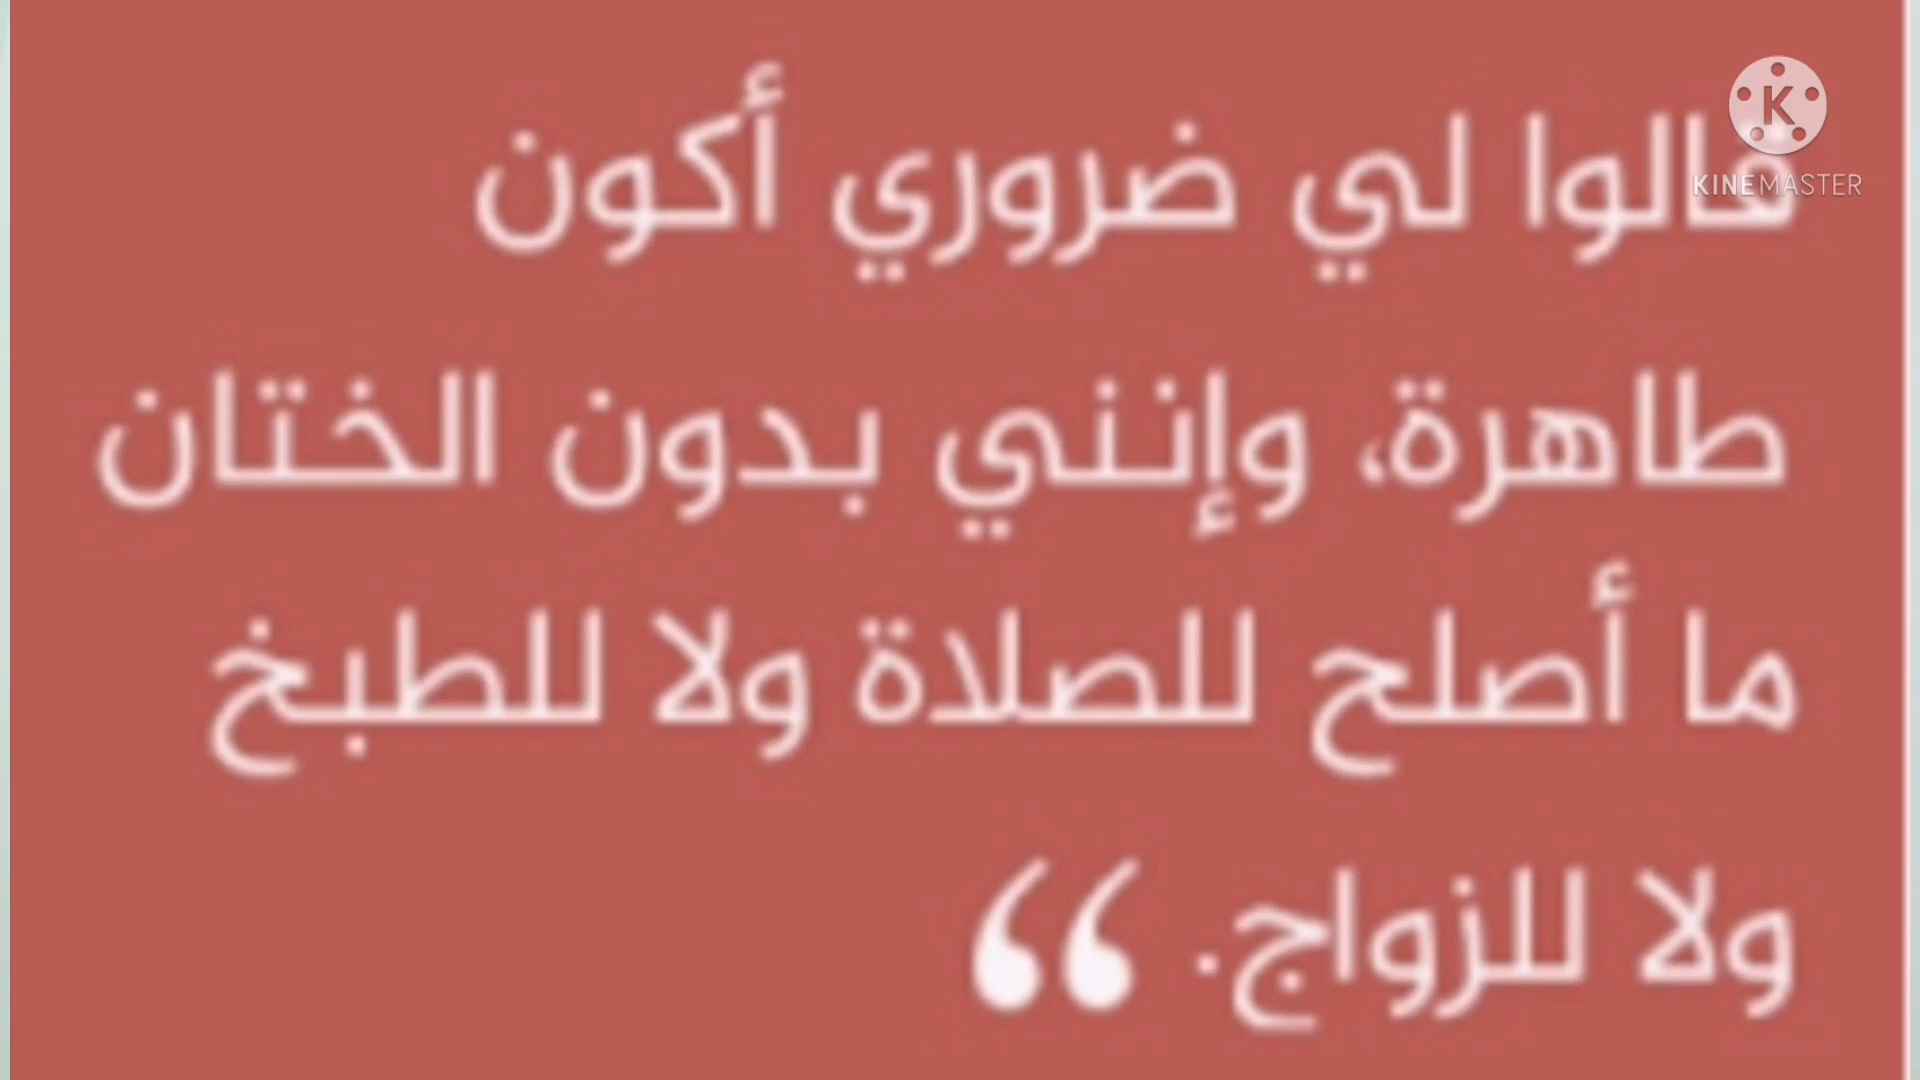 قالوا لي ضروري أكون
طاهرة، وإنني بدون الختان
ما أصلح للصلاة ولا للطبخ
ولا للزواج. “
K
KINEMASTER